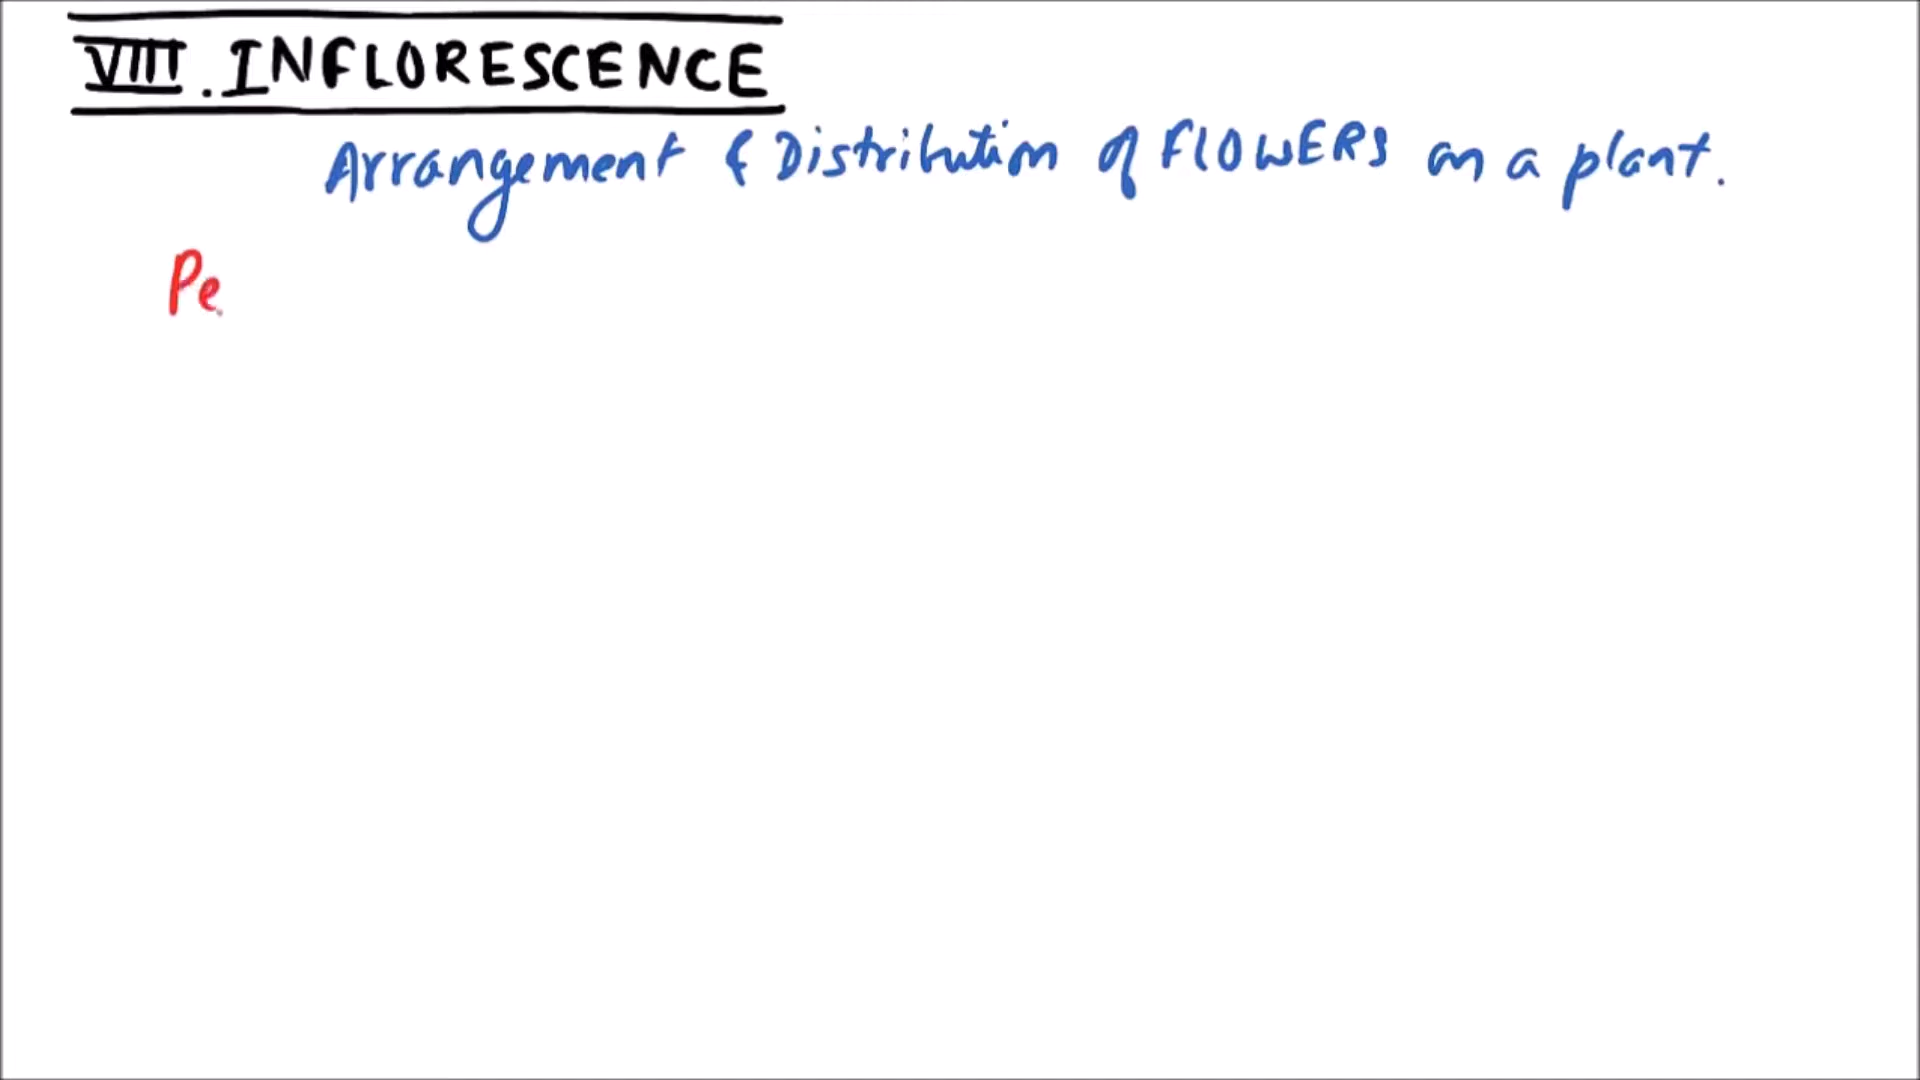 VIII. INFLORESCENCE
Arrangement & Distribution of FLOWERS on a plant.
Pe